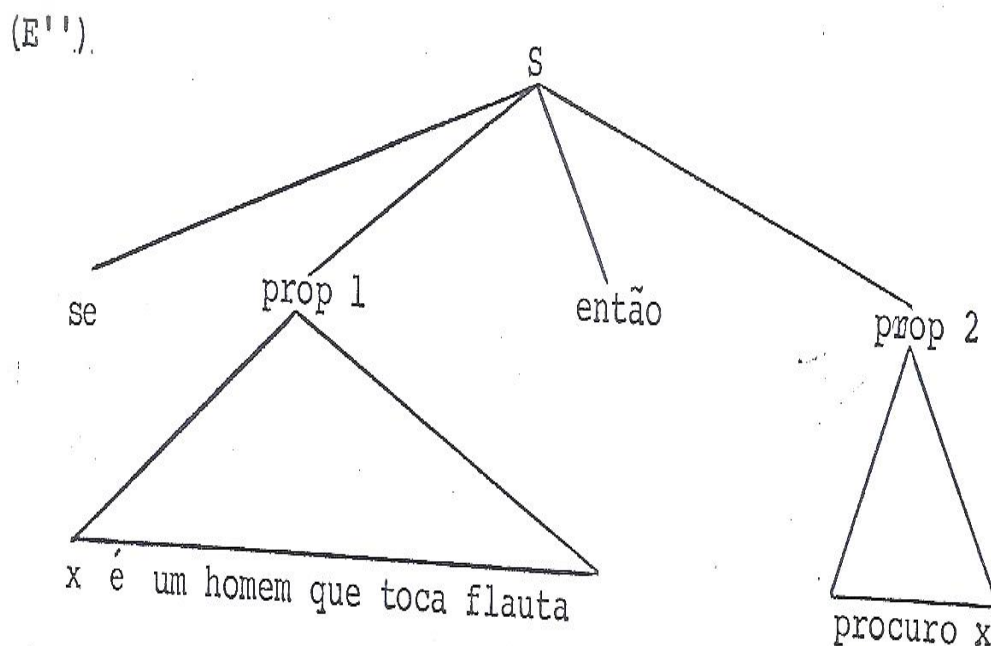 (E'').
S
se
prop 1
então
prop 2
x é um homem que toca flauta
procuro x